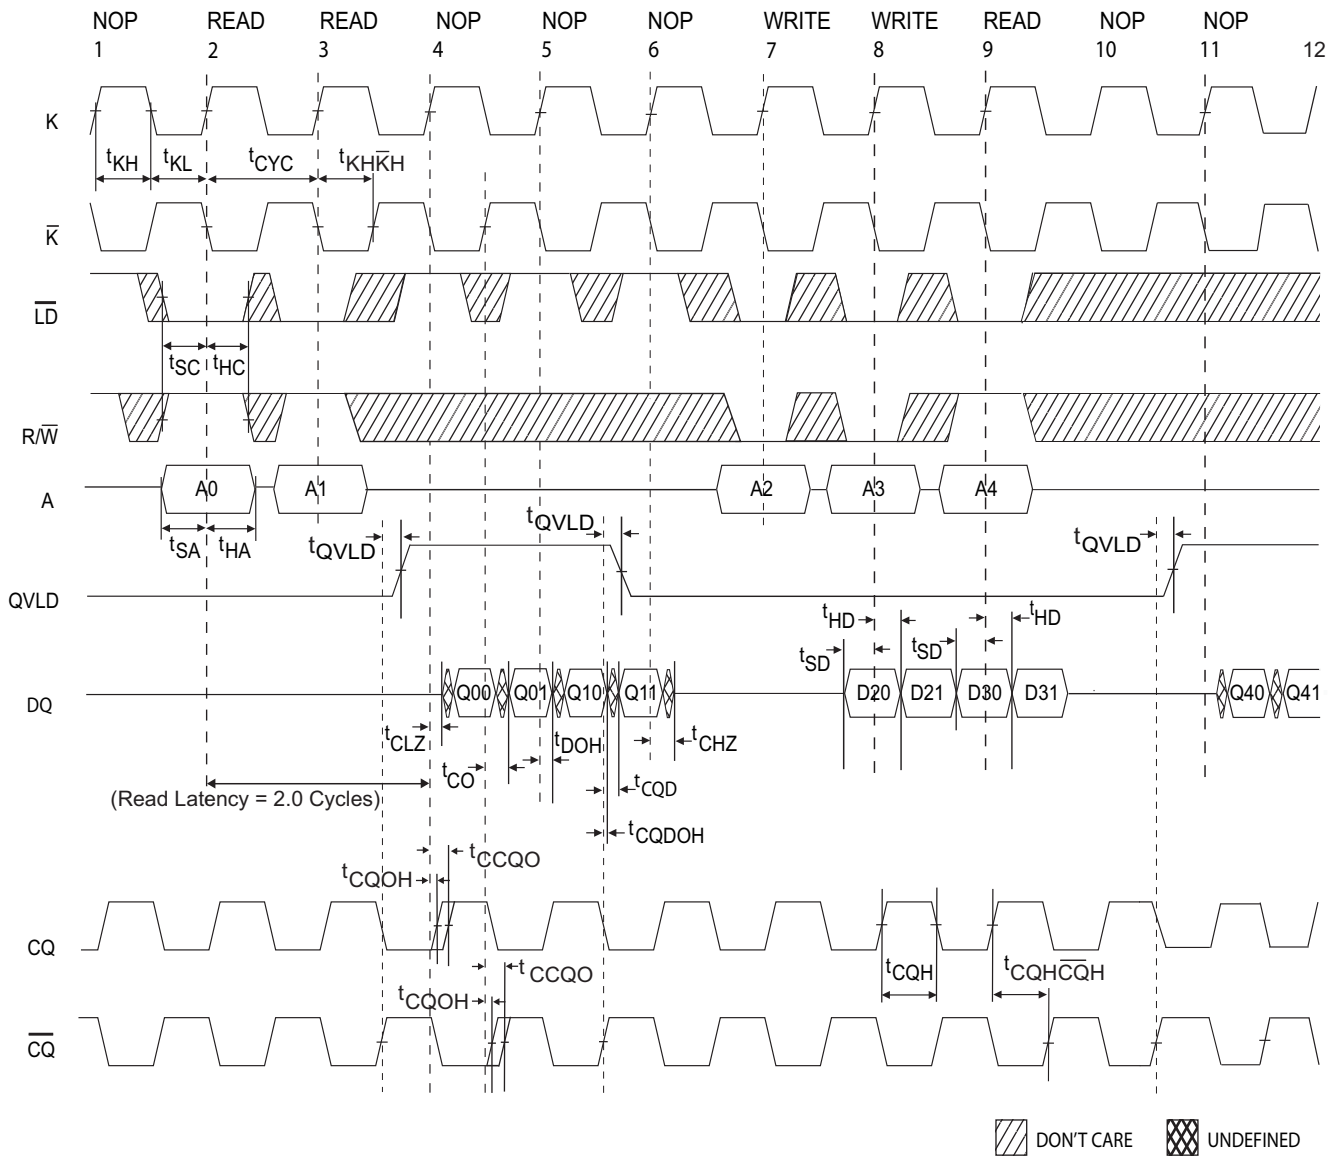 NOP READ READ NOP NOP NOP WRITE WRITE READ NOP NOP
1 2 3 4 5 6 7 8 9 10 11 12
K
tKH tKL tCYC tKHK̅H
K̅
L̅D̅
tSC tHC
R/W̅
A A0 A1 A2 A3 A4
tSA tHA tQVLD tQVLD tQVLD
QVLD
tHD tHD
tSD tSD
DQ Q00 Q01 Q10 Q11 D20 D21 D30 D31 Q40 Q41
tCLZ tDOH tCHZ
tCO tCQD
(Read Latency = 2.0 Cycles)
tCQDOH
tCCQO
tCQOH
CQ
tCCQO tCQH tCQHC̅Q̅H
tCQOH
C̅Q̅
DON'T CARE UNDEFINED